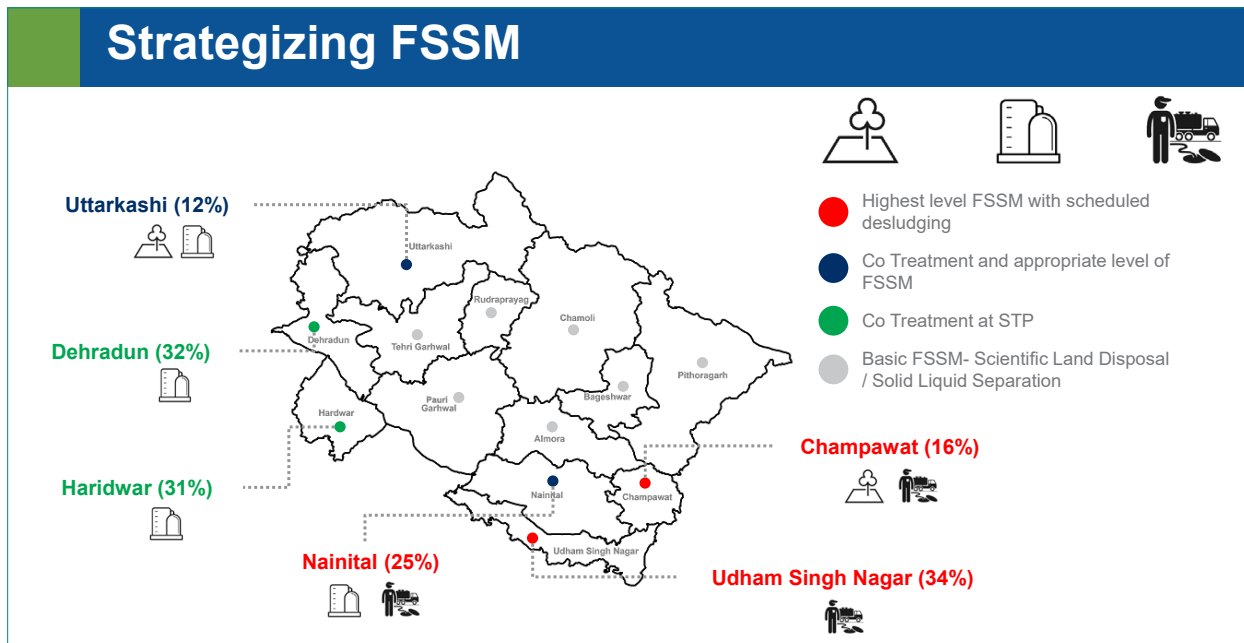 Strategizing FSSM
Highest level FSSM with scheduled
desludging
Co Treatment and appropriate level of
FSSM
Co Treatment at STP
Basic FSSM- Scientific Land Disposal
/ Solid Liquid Separation
Uttarkashi (12%)
Dehradun (32%)
Haridwar (31%)
Nainital (25%)
Champawat (16%)
Udham Singh Nagar (34%)
Uttarkashi
Rudraprayag
Chamoli
Dehradun
Tehri Garhwal
Pithoragarh
Bageshwar
Pauri
Garhwal
Hardwar
Almora
Nainital
Champawat
Udham Singh Nagar